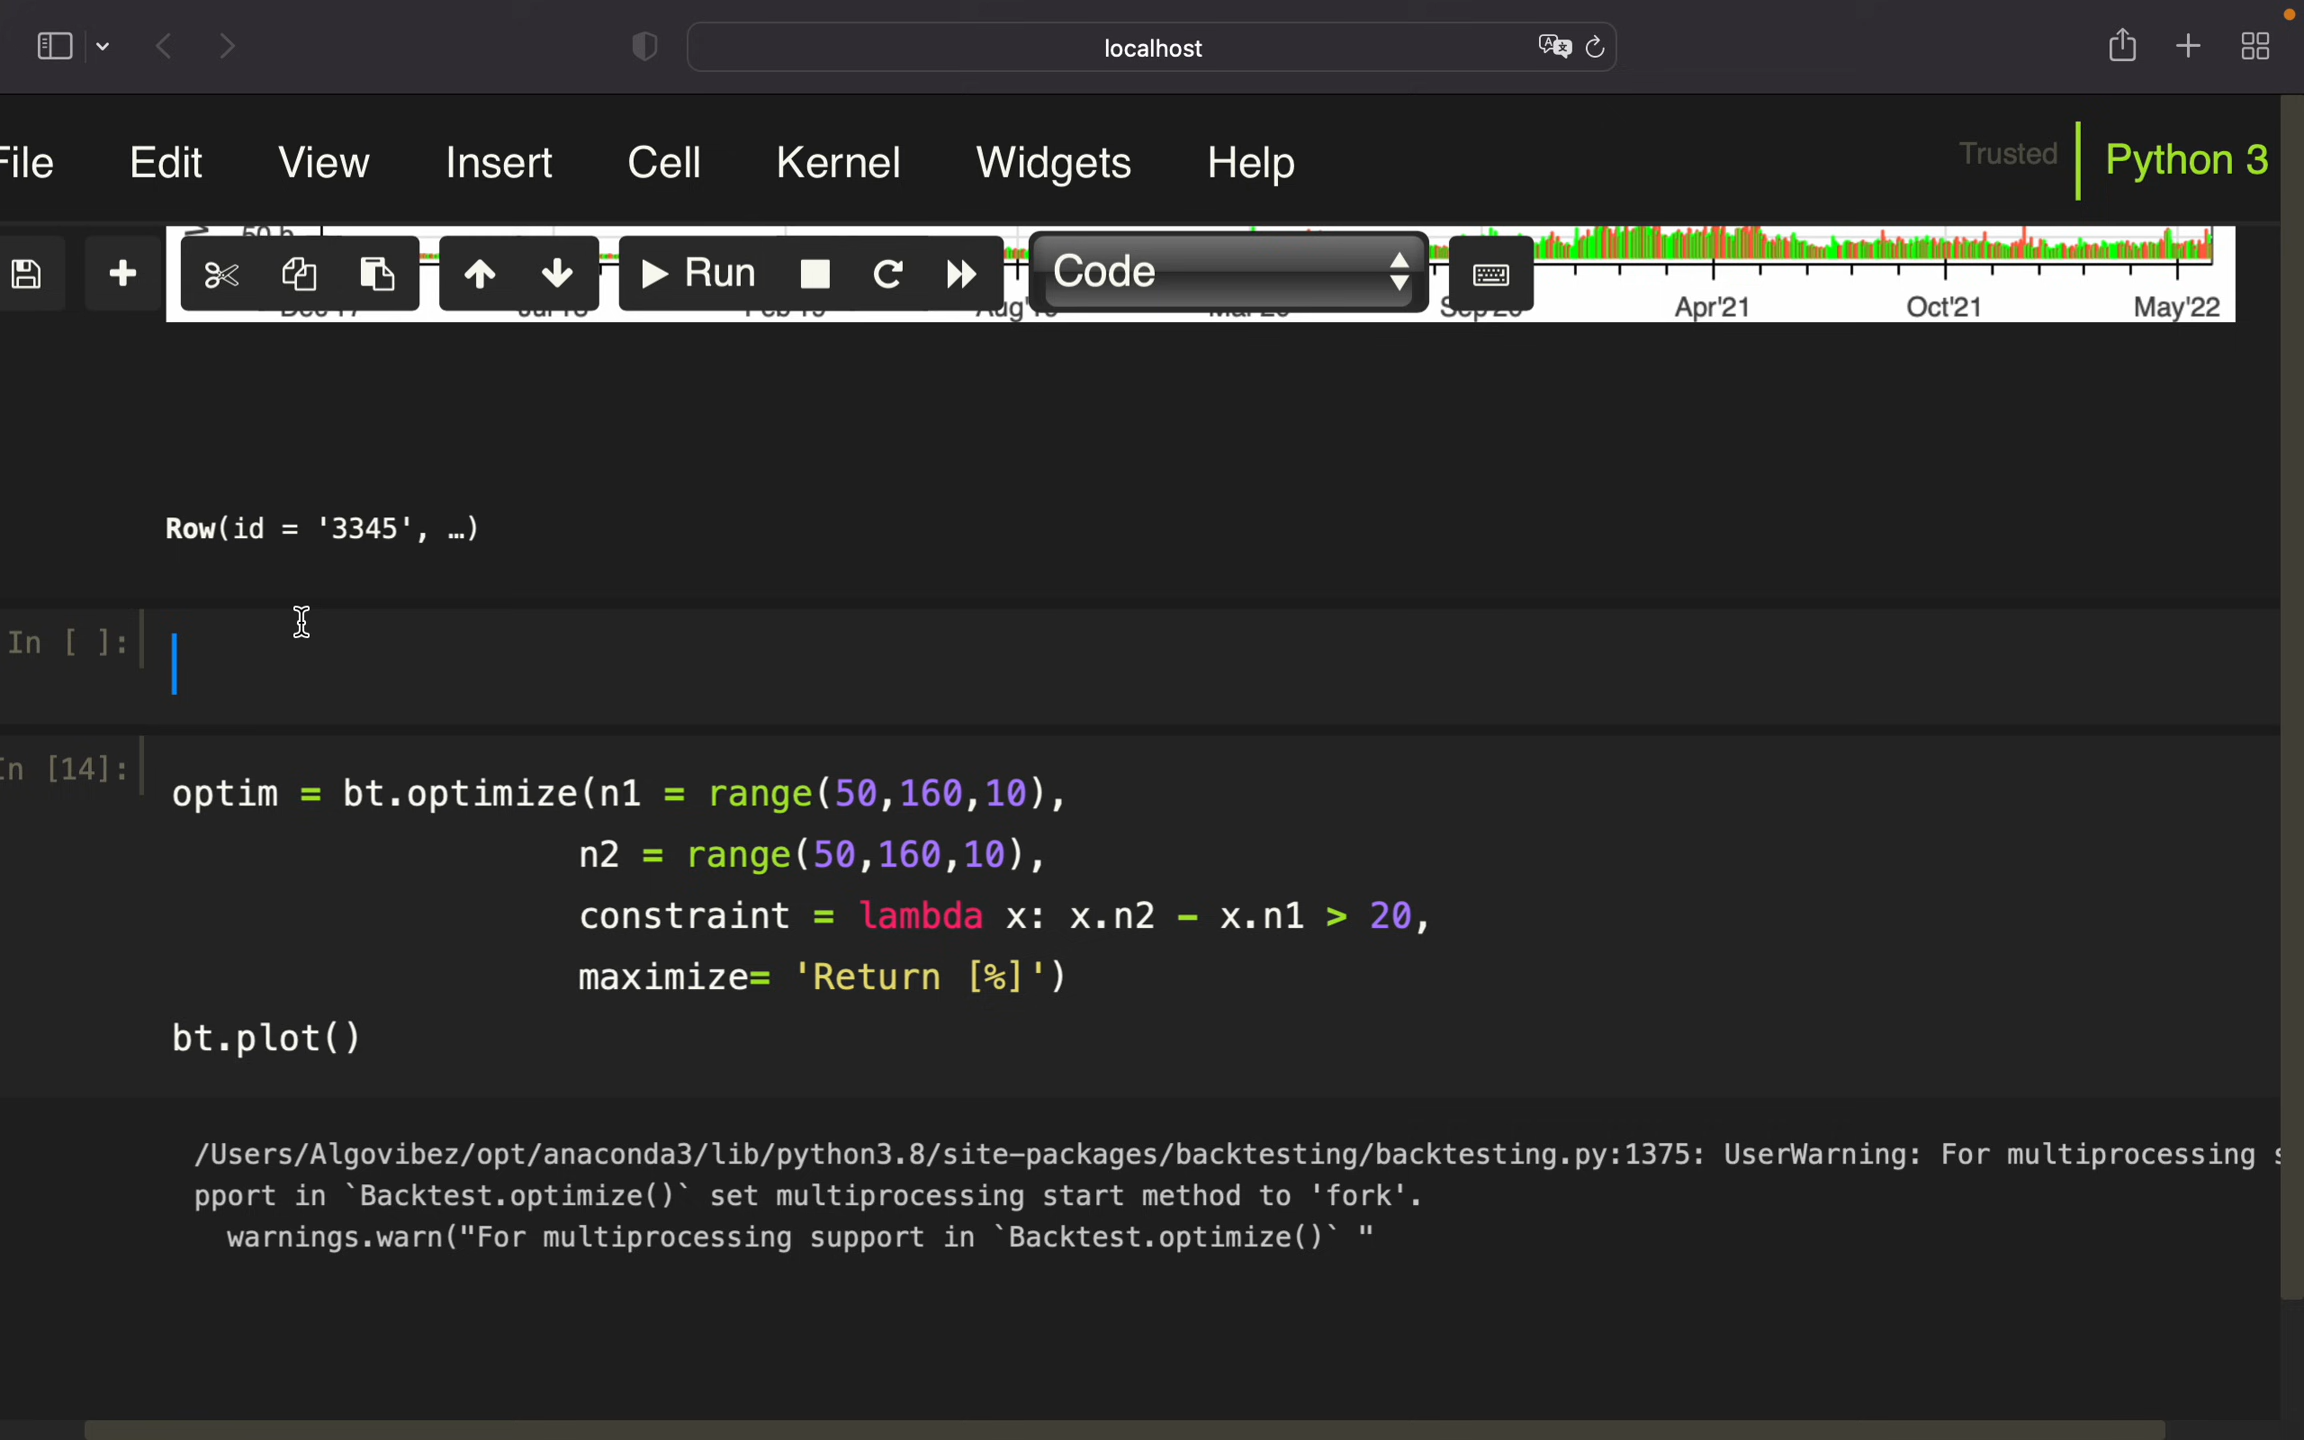 localhost
File Edit View Insert Cell Kernel Widgets Help Trusted Python 3
50
Run Code
Apr'21 Oct'21 May'22
Row(id = '3345', …)
In [ ]:
In [14]:
optim = bt.optimize(n1 = range(50,160,10),
n2 = range(50,160,10),
constraint = lambda x: x.n2 - x.n1 > 20,
maximize= 'Return [%]')
bt.plot()
/Users/Algovibez/opt/anaconda3/lib/python3.8/site-packages/backtesting/backtesting.py:1375: UserWarning: For multiprocessing s
pport in `Backtest.optimize()` set multiprocessing start method to 'fork'.
warnings.warn("For multiprocessing support in `Backtest.optimize()` "